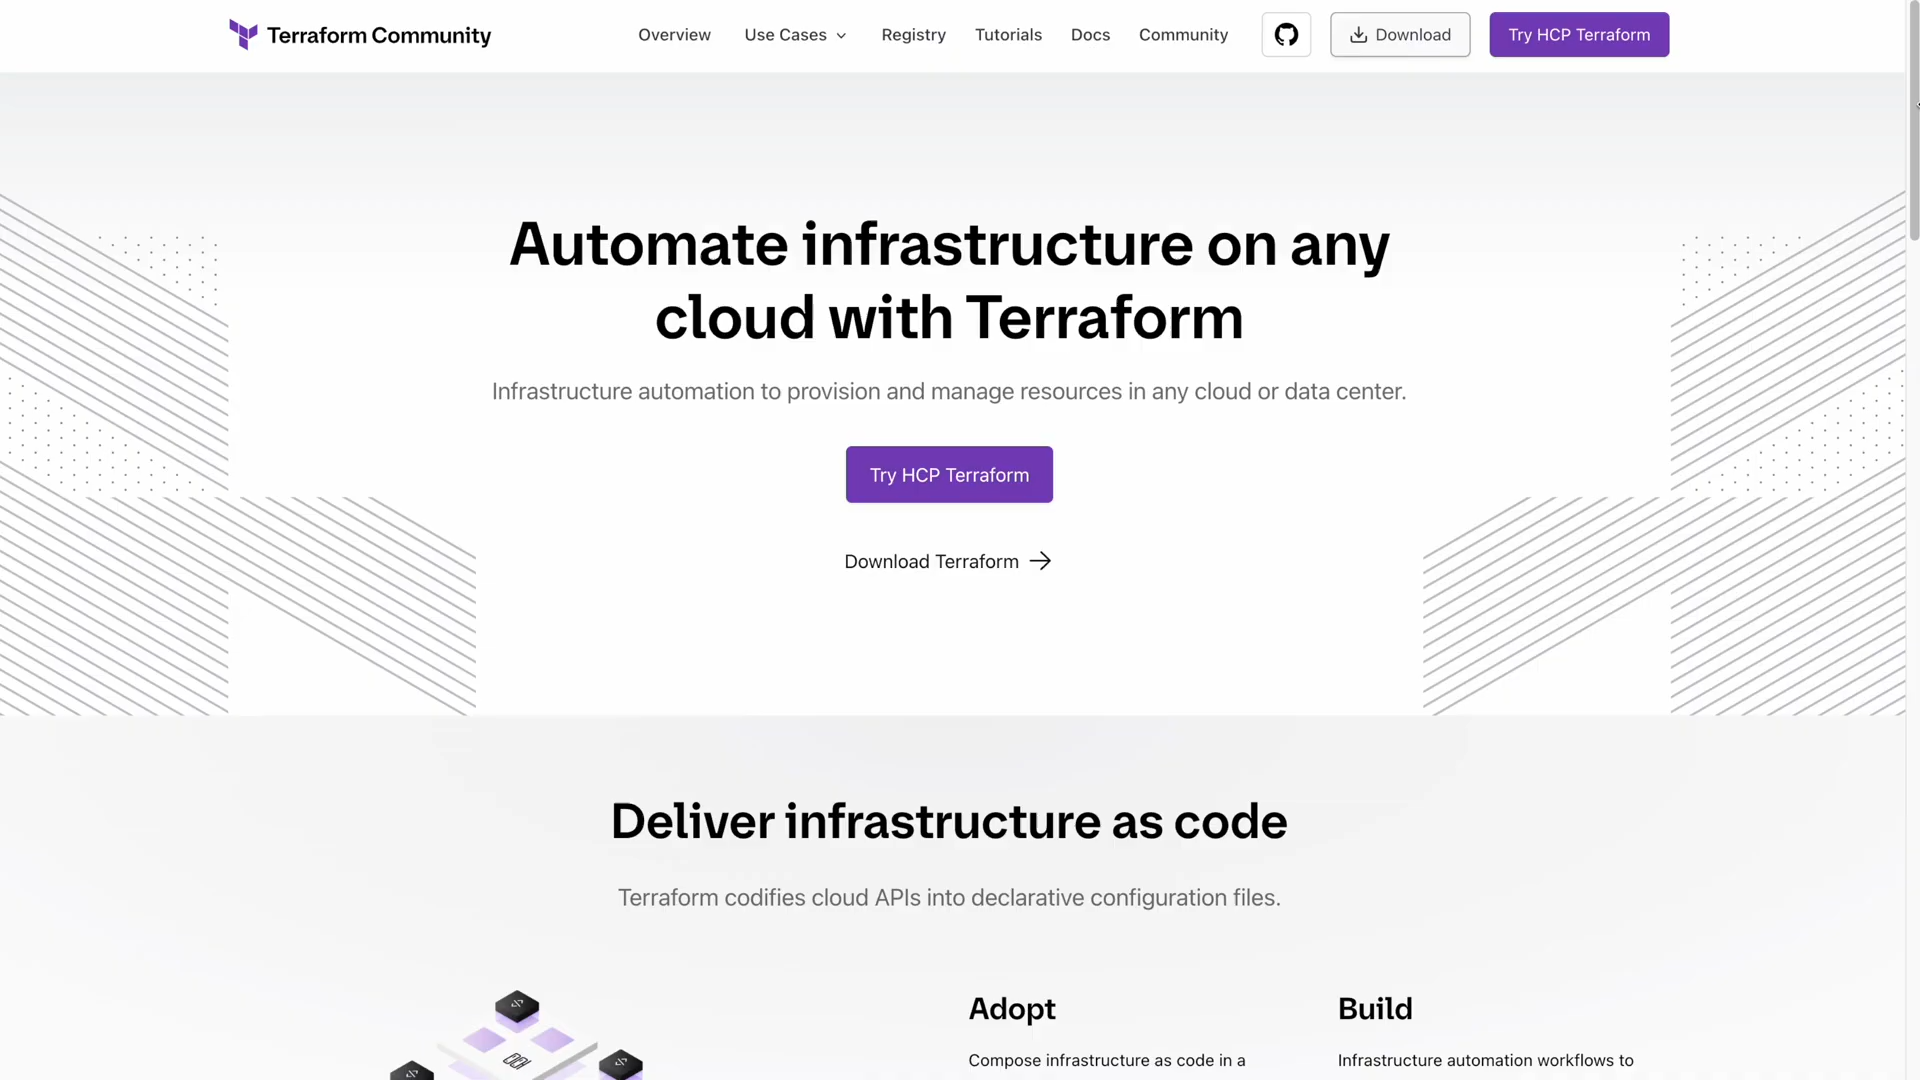 Terraform Community
Overview
Use Cases
Registry
Tutorials
Docs
Community
Download
Try HCP Terraform
Automate infrastructure on any
cloud with Terraform
Infrastructure automation to provision and manage resources in any cloud or data center.
Try HCP Terraform
Download Terraform
Deliver infrastructure as code
Terraform codifies cloud APIs into declarative configuration files.
Adopt
Compose infrastructure as code in a
Build
Infrastructure automation workflows to